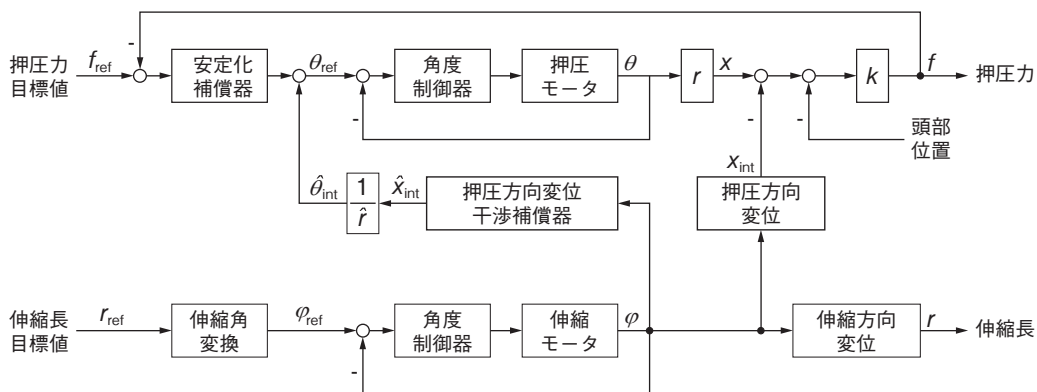 -
押圧力
目標値
f_ref
安定化
補償器
θ_ref
角度
制御器
押圧
モータ
θ
r
x
k
f
押圧力
-
-
-
頭部
位置
x_int
θ̂_int
1
r̂
x̂_int
押圧方向変位
干渉補償器
押圧方向
変位
伸縮長
目標値
r_ref
伸縮角
変換
φ_ref
角度
制御器
伸縮
モータ
φ
伸縮方向
変位
r
伸縮長
-